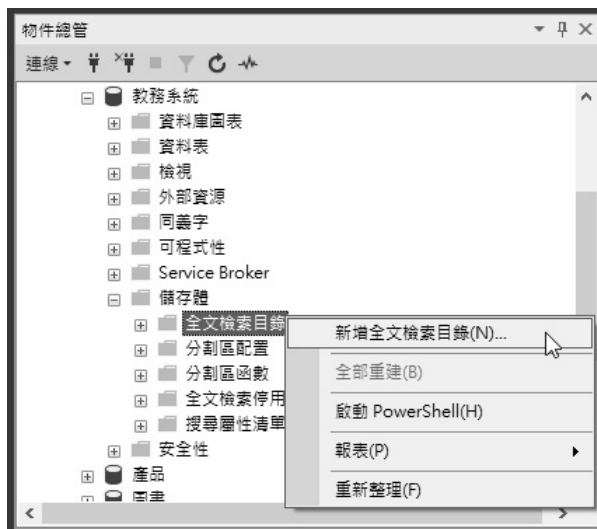 物件總管
連線
教務系統
資料庫圖表
資料表
檢視
外部資源
同義字
可程式性
Service Broker
儲存體
全文檢索目錄
新增全文檢索目錄(N)...
分割區配置
全部重建(B)
分割區函數
全文檢索停用
啟動 PowerShell(H)
搜尋屬性清單
報表(P)
安全性
產品
重新整理(F)
圖書